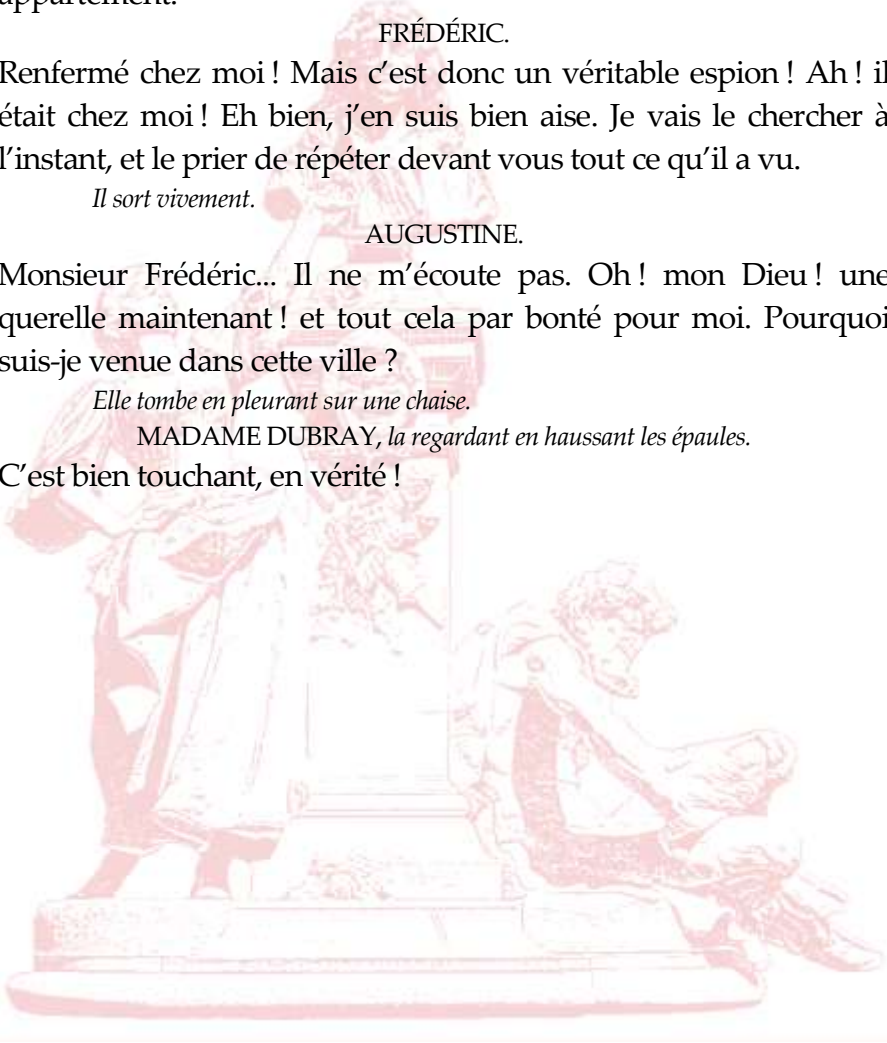 appartement.
FRÉDÉRIC.
Renfermé chez moi ! Mais c’est donc un véritable espion ! Ah ! il
était chez moi ! Eh bien, j’en suis bien aise. Je vais le chercher à
l’instant, et le prier de répéter devant vous tout ce qu’il a vu.
Il sort vivement.
AUGUSTINE.
Monsieur Frédéric... Il ne m’écoute pas. Oh ! mon Dieu ! une
querelle maintenant ! et tout cela par bonté pour moi. Pourquoi
suis-je venue dans cette ville ?
Elle tombe en pleurant sur une chaise.
MADAME DUBRAY, la regardant en haussant les épaules.
C’est bien touchant, en vérité !